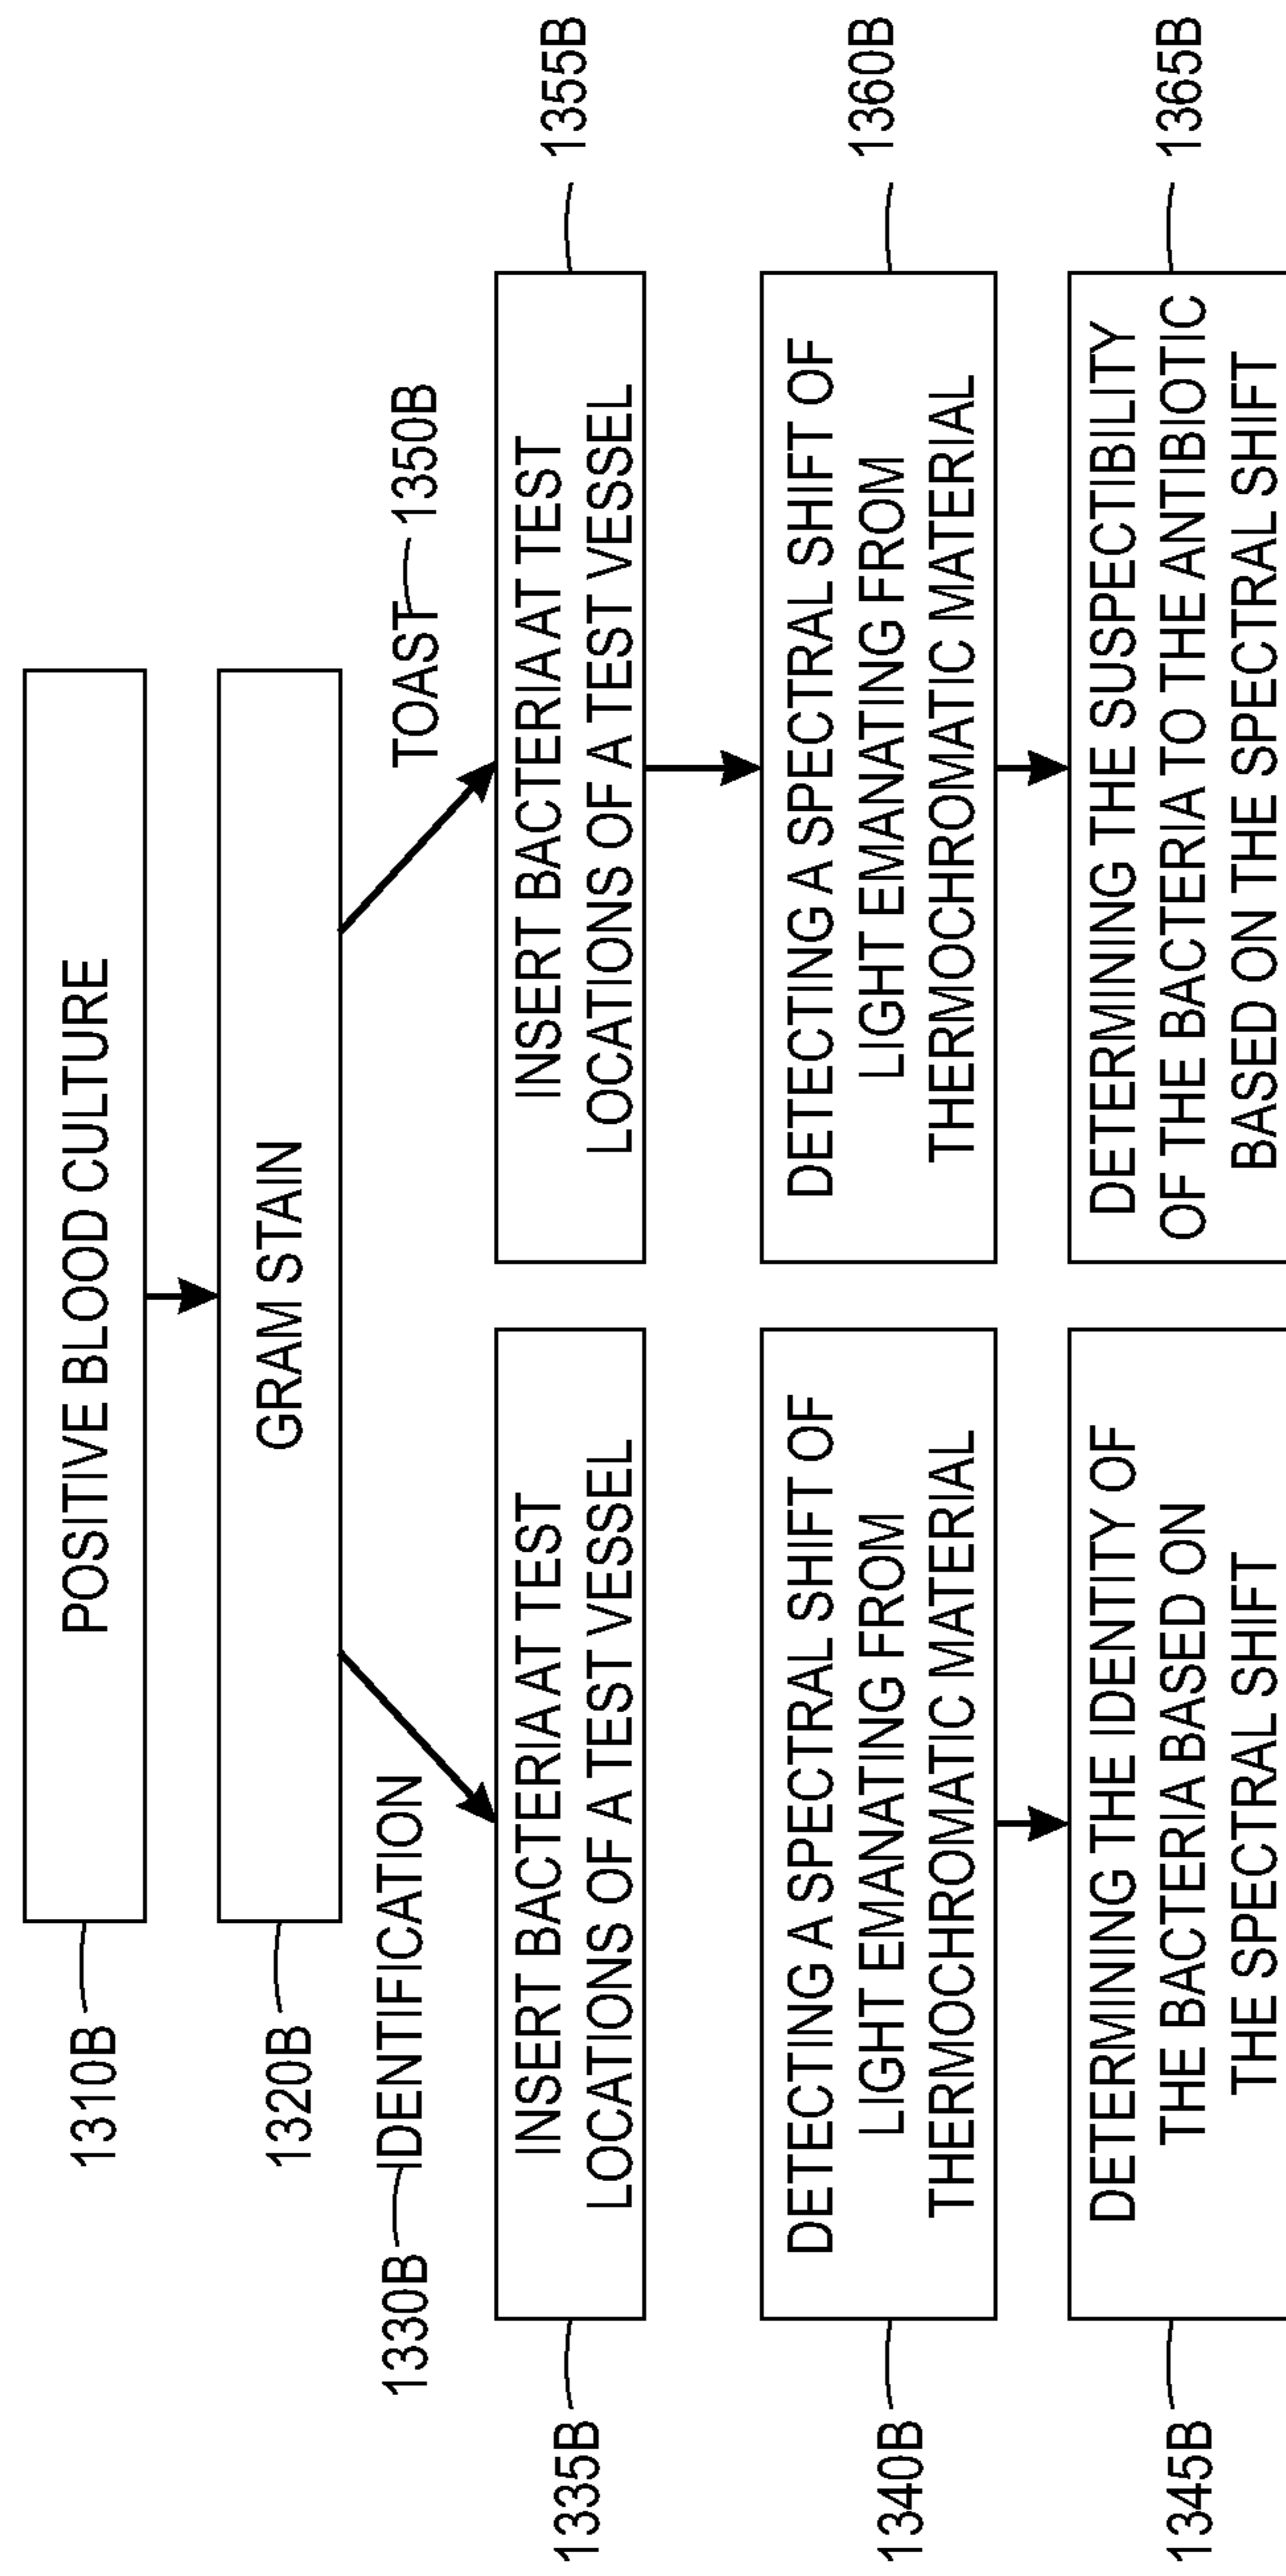 POSITIVE BLOOD CULTURE
1310B
GRAM STAIN
1320B
1330B
IDENTIFICATION
TOAST
1350B
INSERT BACTERIA AT TEST
LOCATIONS OF A TEST VESSEL
1335B
INSERT BACTERIA AT TEST
LOCATIONS OF A TEST VESSEL
1355B
DETECTING A SPECTRAL SHIFT OF
LIGHT EMANATING FROM
THERMOCHROMATIC MATERIAL
1340B
DETECTING A SPECTRAL SHIFT OF
LIGHT EMANATING FROM
THERMOCHROMATIC MATERIAL
1360B
DETERMINING THE IDENTITY OF
THE BACTERIA BASED ON
THE SPECTRAL SHIFT
1345B
DETERMINING THE SUSPECTIBILITY
OF THE BACTERIA TO THE ANTIBIOTIC
BASED ON THE SPECTRAL SHIFT
1365B